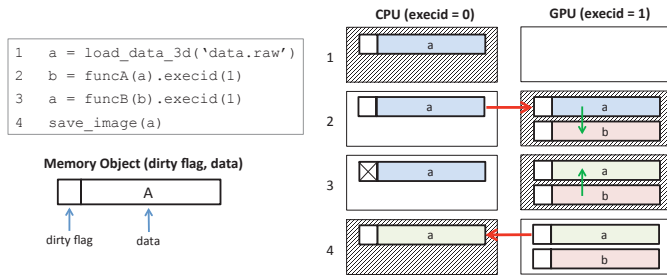 CPU (execid = 0) GPU (execid = 1)
1 a = load_data_3d('data.raw')
2 b = funcA(a).execid(1)
3 a = funcB(b).execid(1)
4 save_image(a)
Memory Object (dirty flag, data)
A
dirty flag data
1 a
2 a a
b
3 a a
b
4 a a
b